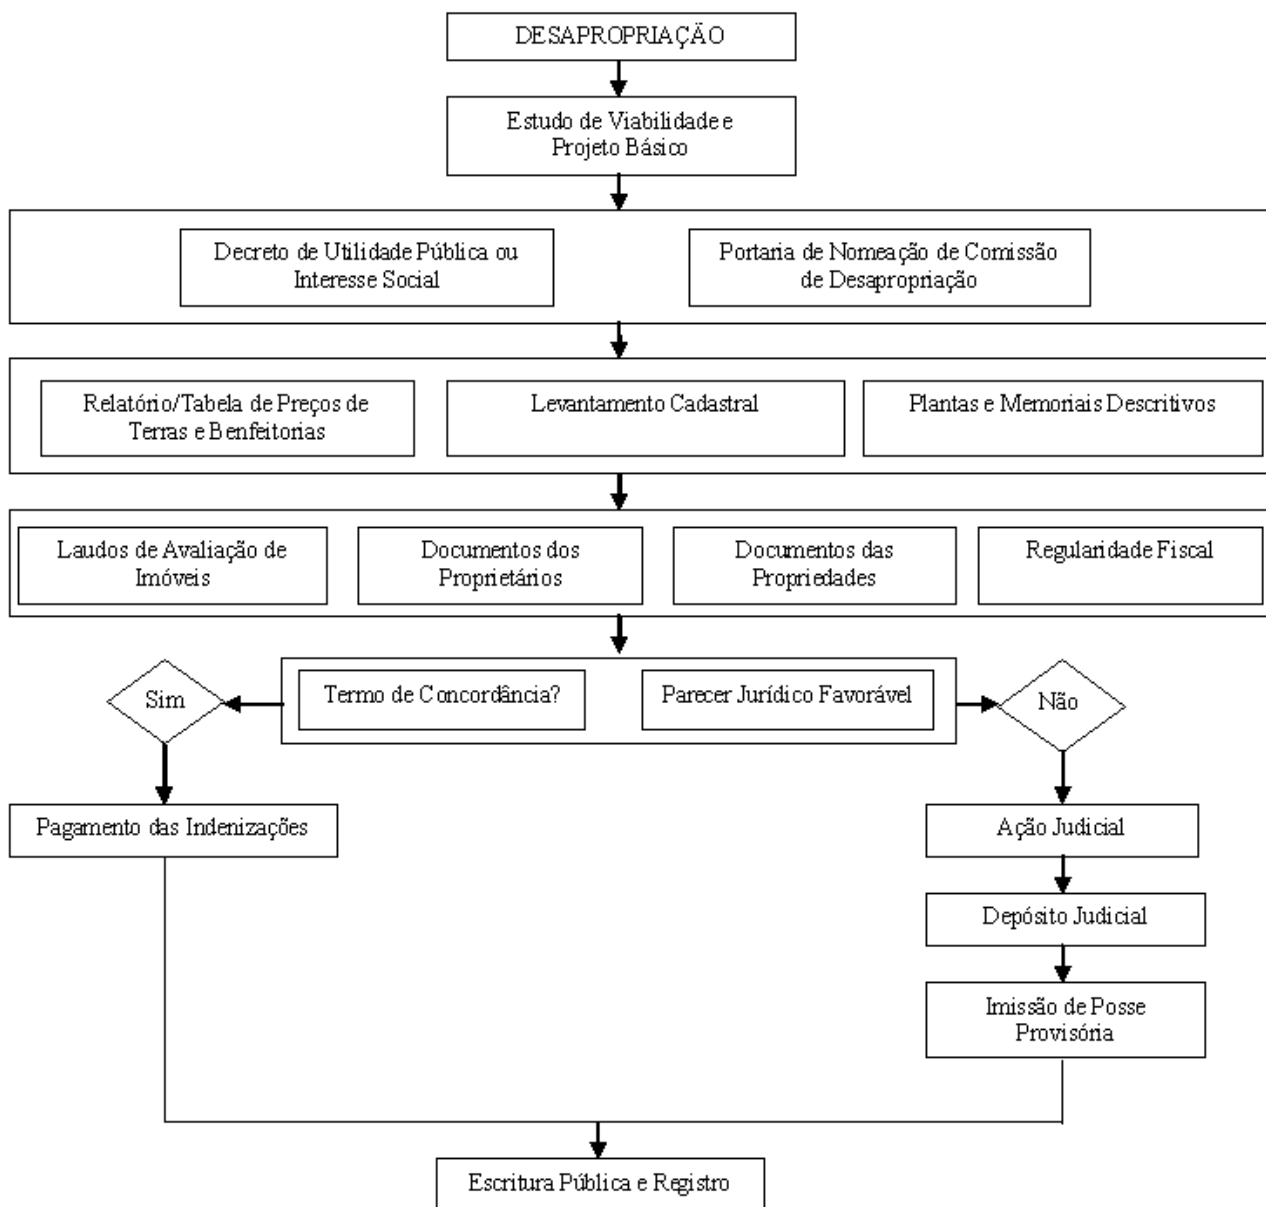 DESAPROPRIAÇÃO
Estudo de Viabilidade e
Projeto Básico
Decreto de Utilidade Pública ou
Interesse Social
Portaria de Nomeação de Comissão
de Desapropriação
Relatório/Tabela de Preços de
Terras e Benfeitorias
Levantamento Cadastral
Plantas e Memoriais Descritivos
Laudos de Avaliação de
Imóveis
Documentos dos
Proprietários
Documentos das
Propriedades
Regularidade Fiscal
Sim
Termo de Concordância?
Parecer Jurídico Favorável
Não
Pagamento das Indenizações
Ação Judicial
Depósito Judicial
Imissão de Posse
Provisória
Escritura Pública e Registro